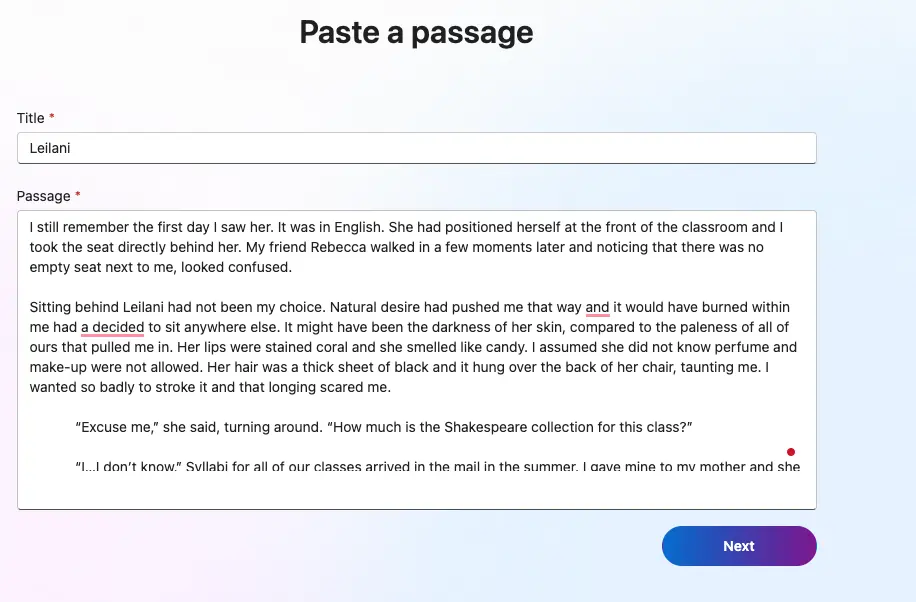 Paste a passage
Title *
Leilani
Passage *
I still remember the first day I saw her. It was in English. She had positioned herself at the front of the classroom and I
took the seat directly behind her. My friend Rebecca walked in a few moments later and noticing that there was no
empty seat next to me, looked confused.
Sitting behind Leilani had not been my choice. Natural desire had pushed me that way and it would have burned within
me had a decided to sit anywhere else. It might have been the darkness of her skin, compared to the paleness of all of
ours that pulled me in. Her lips were stained coral and she smelled like candy. I assumed she did not know perfume and
make-up were not allowed. Her hair was a thick sheet of black and it hung over the back of her chair, taunting me. I
wanted so badly to stroke it and that longing scared me.
“Excuse me,” she said, turning around. “How much is the Shakespeare collection for this class?”
“I...I don’t know.” Syllabi for all of our classes arrived in the mail in the summer. I gave mine to my mother and she
Next